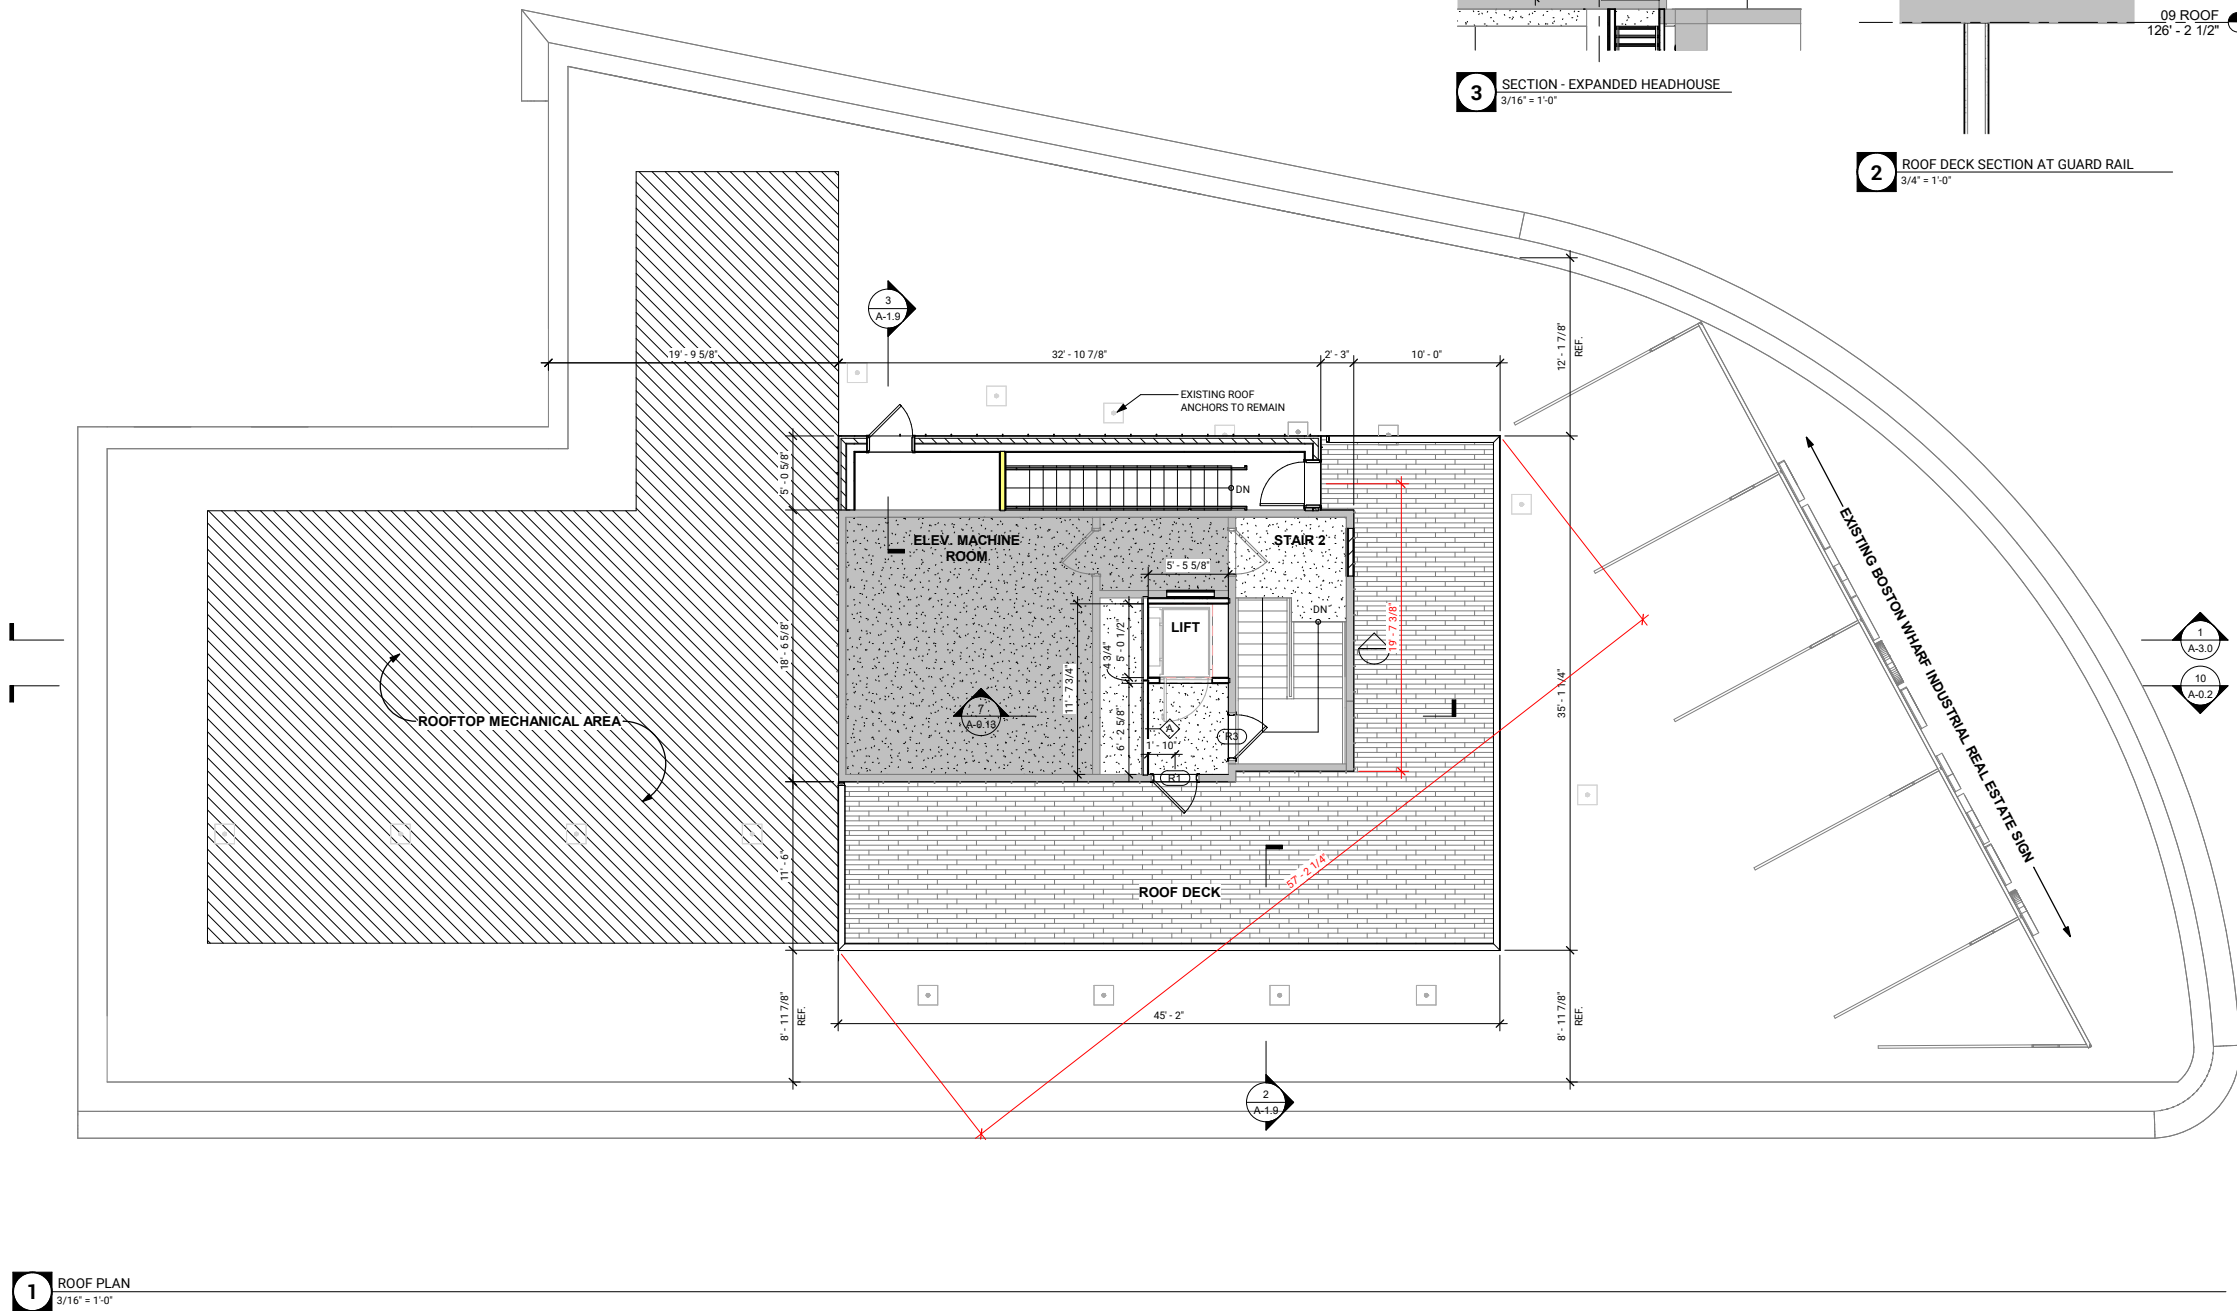 09 ROOF
126' - 2 1/2"
3
SECTION - EXPANDED HEADHOUSE
3/16" = 1'-0"
2
ROOF DECK SECTION AT GUARD RAIL
3/4" = 1'-0"
3
A-1.9
19' - 9 5/8"
32' - 10 7/8"
2' - 3"
10' - 0"
12' - 1 7/8"
REF.
EXISTING ROOF
ANCHORS TO REMAIN
5' - 0 5/8"
DN
ELEV. MACHINE
ROOM
STAIR 2
5' - 5 5/8"
DN
LIFT
18' - 6 5/8"
11' - 7 3/4"
4 3/4"
5' - 0 1/2"
19' - 7 3/8"
6' - 2 5/8"
7
A-0.13
A
1' - 10"
R3
R1
35' - 1 1/4"
EXISTING BOSTON WHARF INDUSTRIAL REAL ESTATE SIGN
1
A-3.0
10
A-0.2
ROOFTOP MECHANICAL AREA
11' - 6"
57' - 2 1/4"
ROOF DECK
8' - 11 7/8"
REF.
45' - 2"
8' - 11 7/8"
REF.
2
A-1.9
1
ROOF PLAN
3/16" = 1'-0"